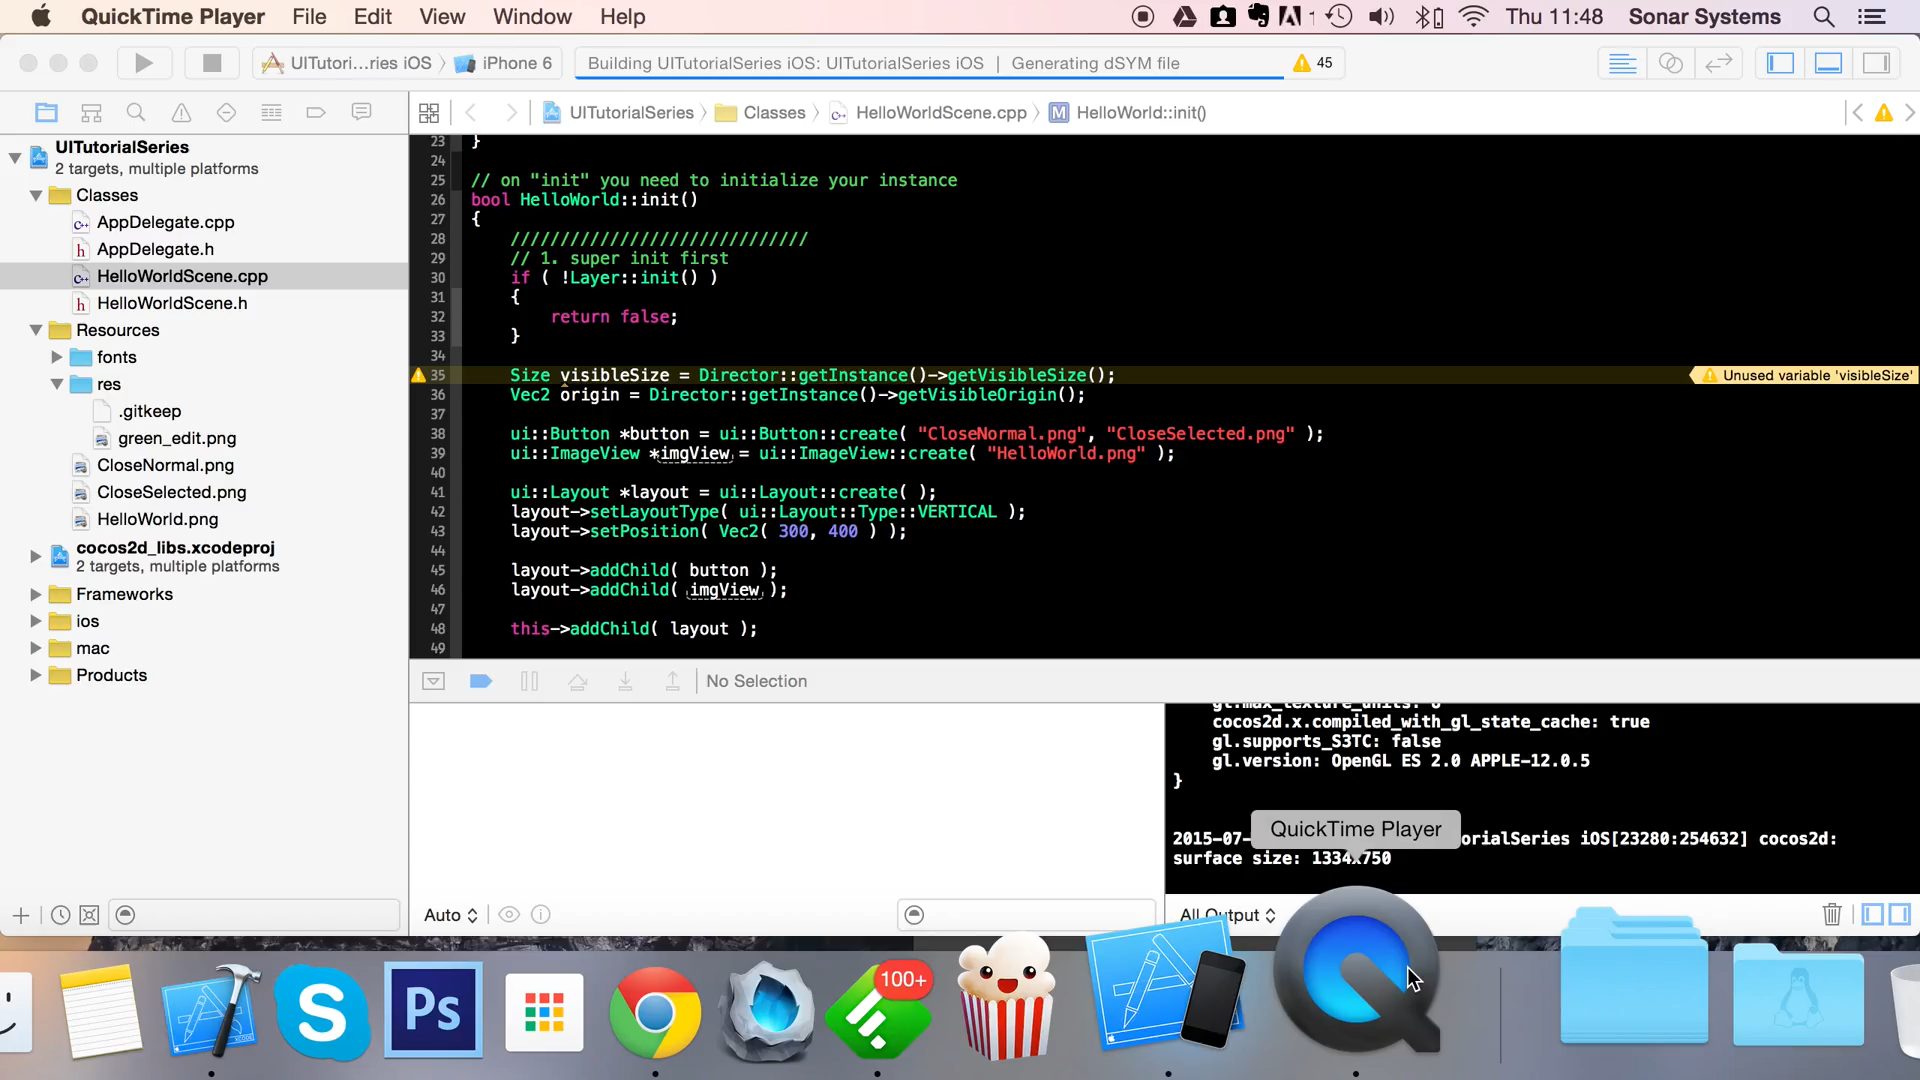 QuickTime Player File Edit View Window Help Thu 11:48 Sonar Systems
UITutori...ries iOS iPhone 6 Building UITutorialSeries iOS: UITutorialSeries iOS | Generating dSYM file 45
UITutorialSeries Classes HelloWorldScene.cpp M HelloWorld::init()
UITutorialSeries
2 targets, multiple platforms
Classes
AppDelegate.cpp
AppDelegate.h
HelloWorldScene.cpp
HelloWorldScene.h
Resources
fonts
res
.gitkeep
green_edit.png
CloseNormal.png
CloseSelected.png
HelloWorld.png
cocos2d_libs.xcodeproj
2 targets, multiple platforms
Frameworks
ios
mac
Products
23 }
24
25 // on "init" you need to initialize your instance
26 bool HelloWorld::init()
27 {
28 //////////////////////////////
29 // 1. super init first
30 if ( !Layer::init() )
31 {
32 return false;
33 }
34
35 Size visibleSize = Director::getInstance()->getVisibleSize(); Unused variable 'visibleSize'
36 Vec2 origin = Director::getInstance()->getVisibleOrigin();
37
38 ui::Button *button = ui::Button::create( "CloseNormal.png", "CloseSelected.png" );
39 ui::ImageView *imgView = ui::ImageView::create( "HelloWorld.png" );
40
41 ui::Layout *layout = ui::Layout::create( );
42 layout->setLayoutType( ui::Layout::Type::VERTICAL );
43 layout->setPosition( Vec2( 300, 400 ) );
44
45 layout->addChild( button );
46 layout->addChild( imgView );
47
48 this->addChild( layout );
49
No Selection
cocos2d.x.compiled_with_gl_state_cache: true
gl.supports_S3TC: false
gl.version: OpenGL ES 2.0 APPLE-12.0.5
}
QuickTime Player
2015-07- orialSeries iOS[23280:254632] cocos2d:
surface size: 1334x750
Auto All Output
Ps
100+